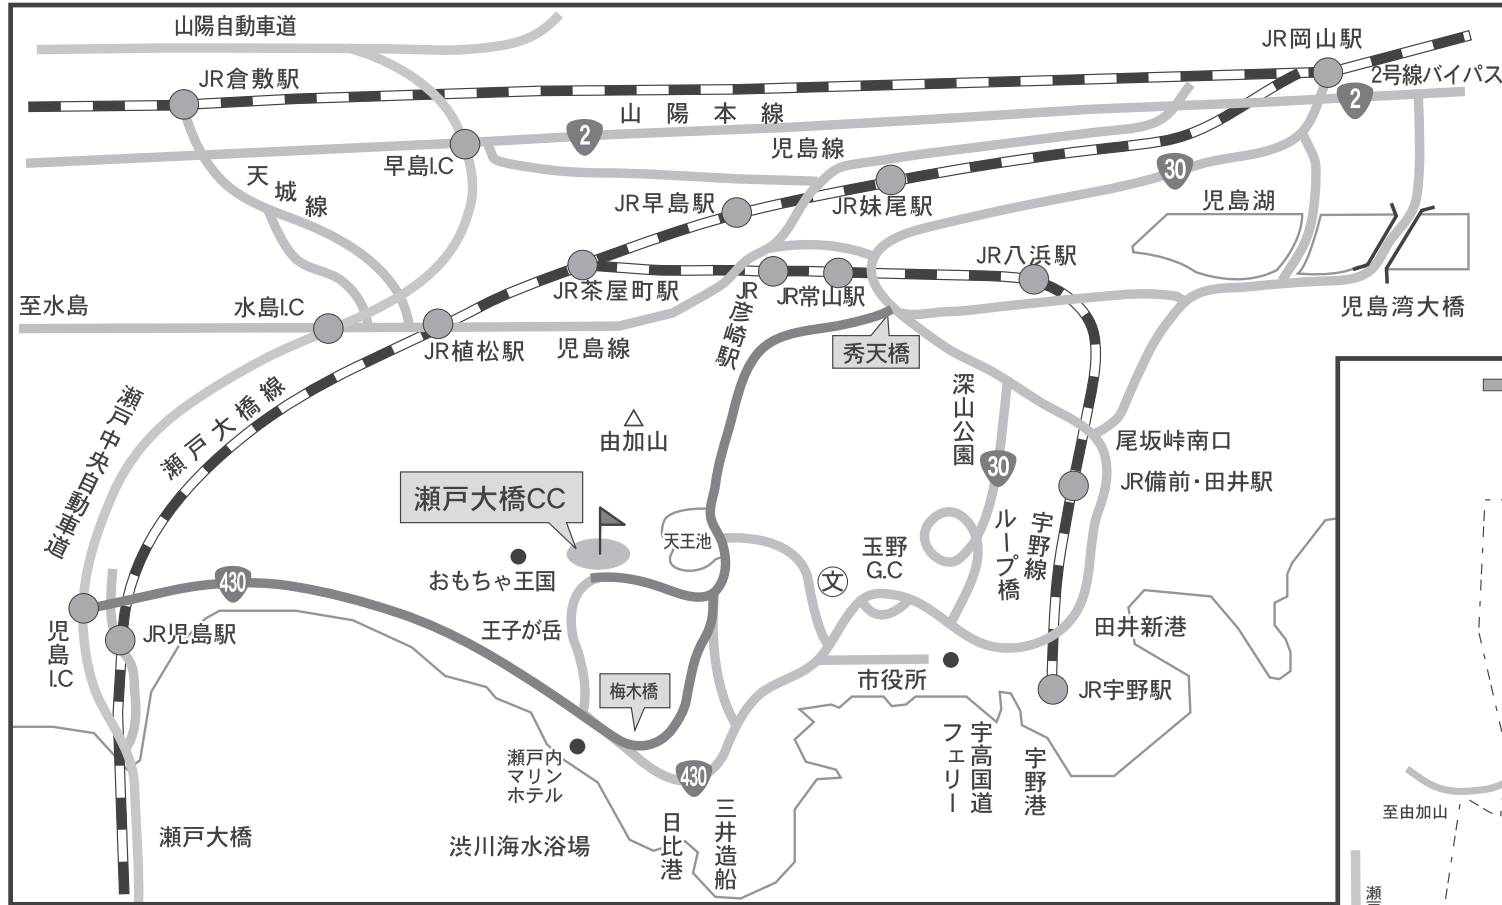 山陽自動車道
JR岡山駅
JR倉敷駅
2号線バイパス
2
山陽本線
2
早島I.C
児島線
30
天城線
JR早島駅
JR妹尾駅
児島湖
JR八浜駅
JR茶屋町駅
JR彦崎駅
JR常山駅
至水島
水島I.C
児島湾大橋
JR植松駅
児島線
秀天橋
瀬戸大橋線
瀬戸中央自動車道
深山公園
由加山
尾坂峠南口
30
JR備前・田井駅
瀬戸大橋CC
ループ橋
宇野線
天王池
玉野
G.C
文
おもちゃ王国
430
児島I.C
JR児島駅
王子が岳
田井新港
市役所
梅木橋
JR宇野駅
宇高国道
フェリー
宇野港
瀬戸内
マリン
ホテル
430
日比港
三井造船
瀬戸大橋
渋川海水浴場
至由加山
瀬